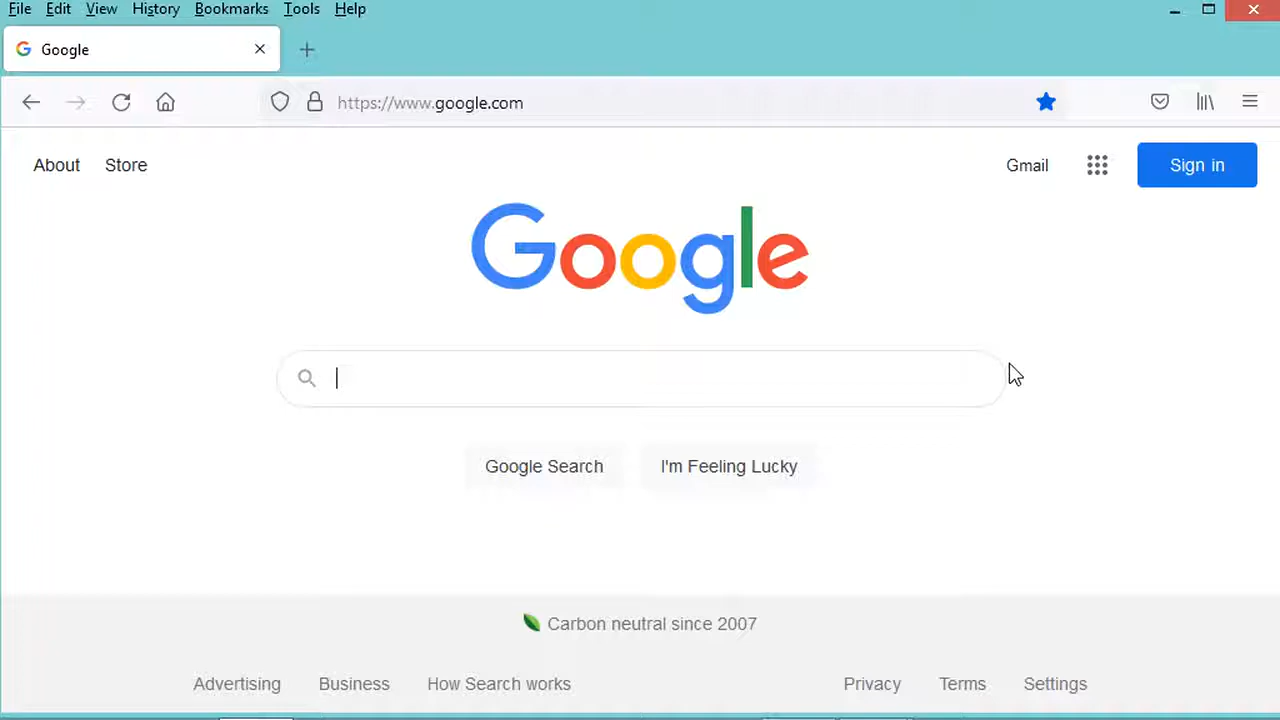 File Edit View History Bookmarks Tools Help
Google
https://www.google.com
About Store Gmail Sign in
Google
Google Search I'm Feeling Lucky
Carbon neutral since 2007
Advertising Business How Search works Privacy Terms Settings